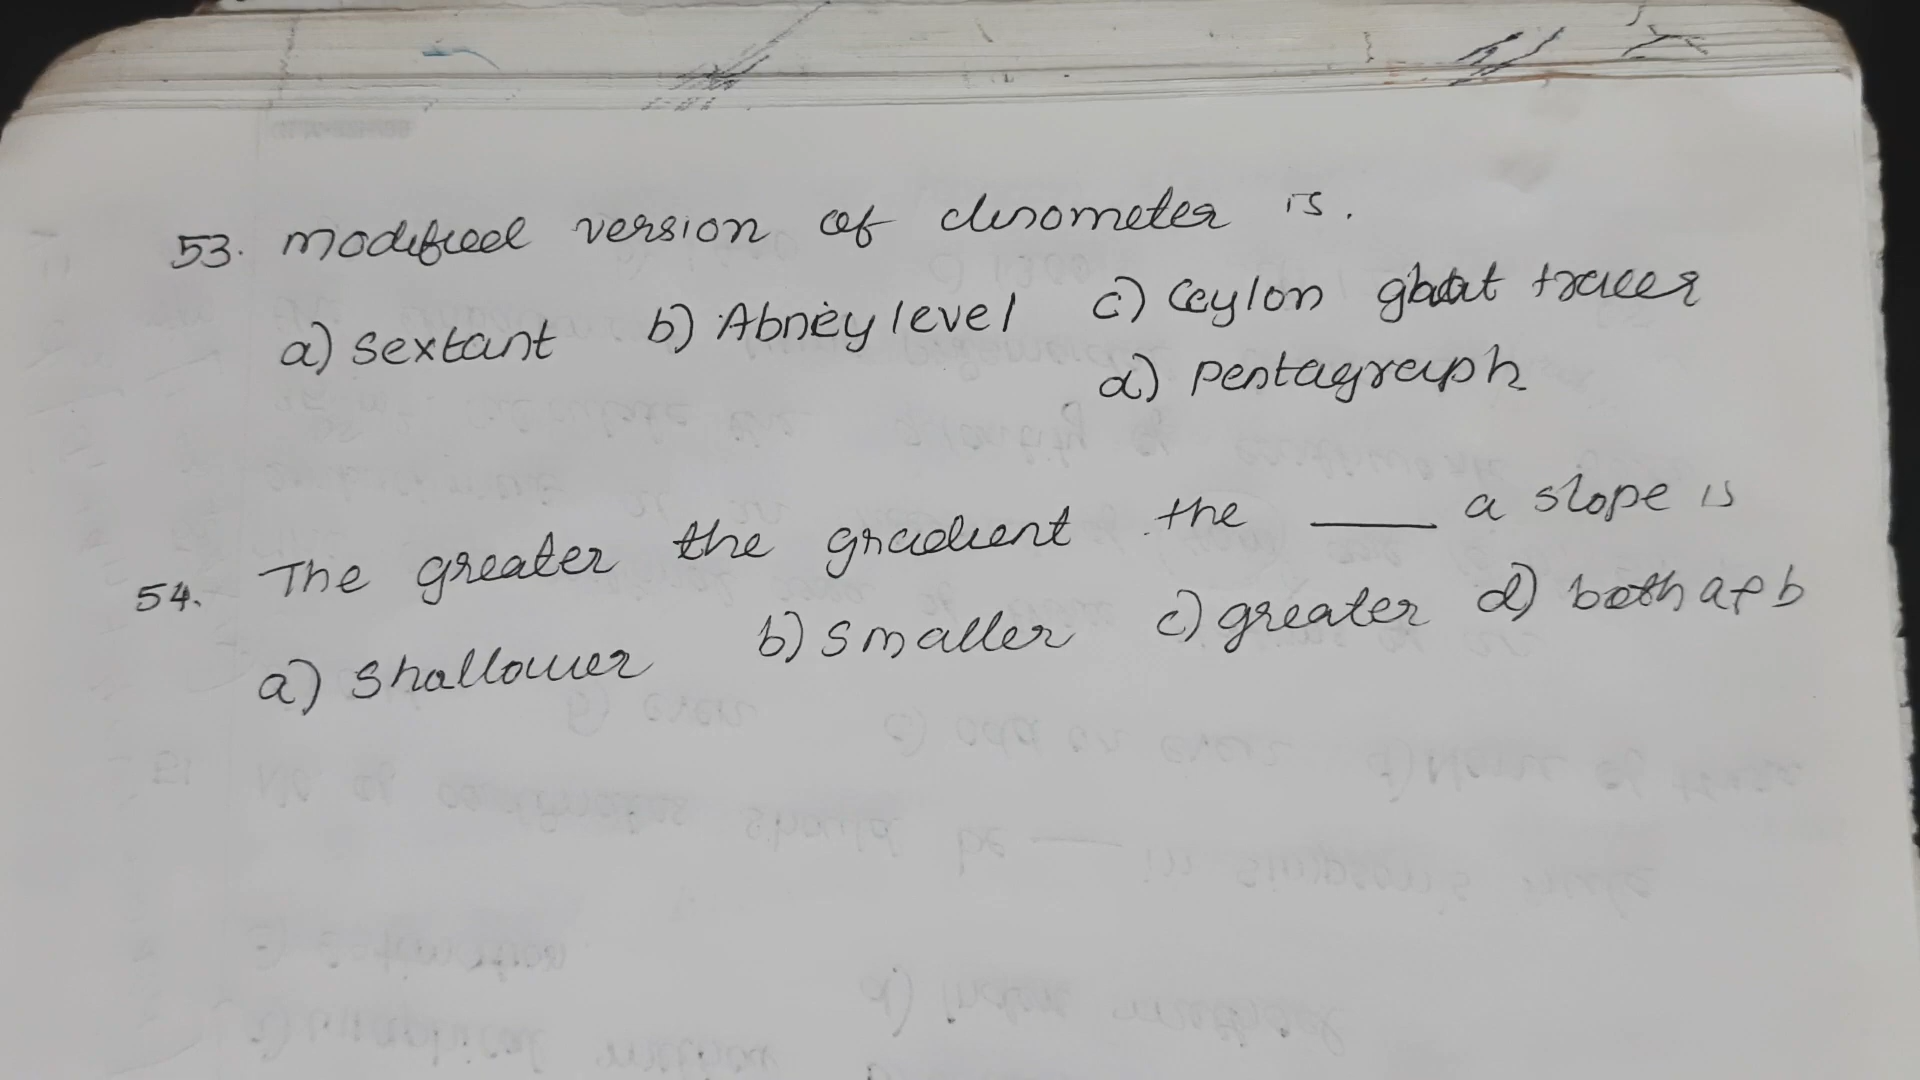 53. modified version of clinometer is.
a) Sextant b) Abney level c) Ceylon ghat tracer
d) Pentagraph
54. The greater the gradient the ____ a slope is
a) Shallower b) Smaller c) greater d) both a & b